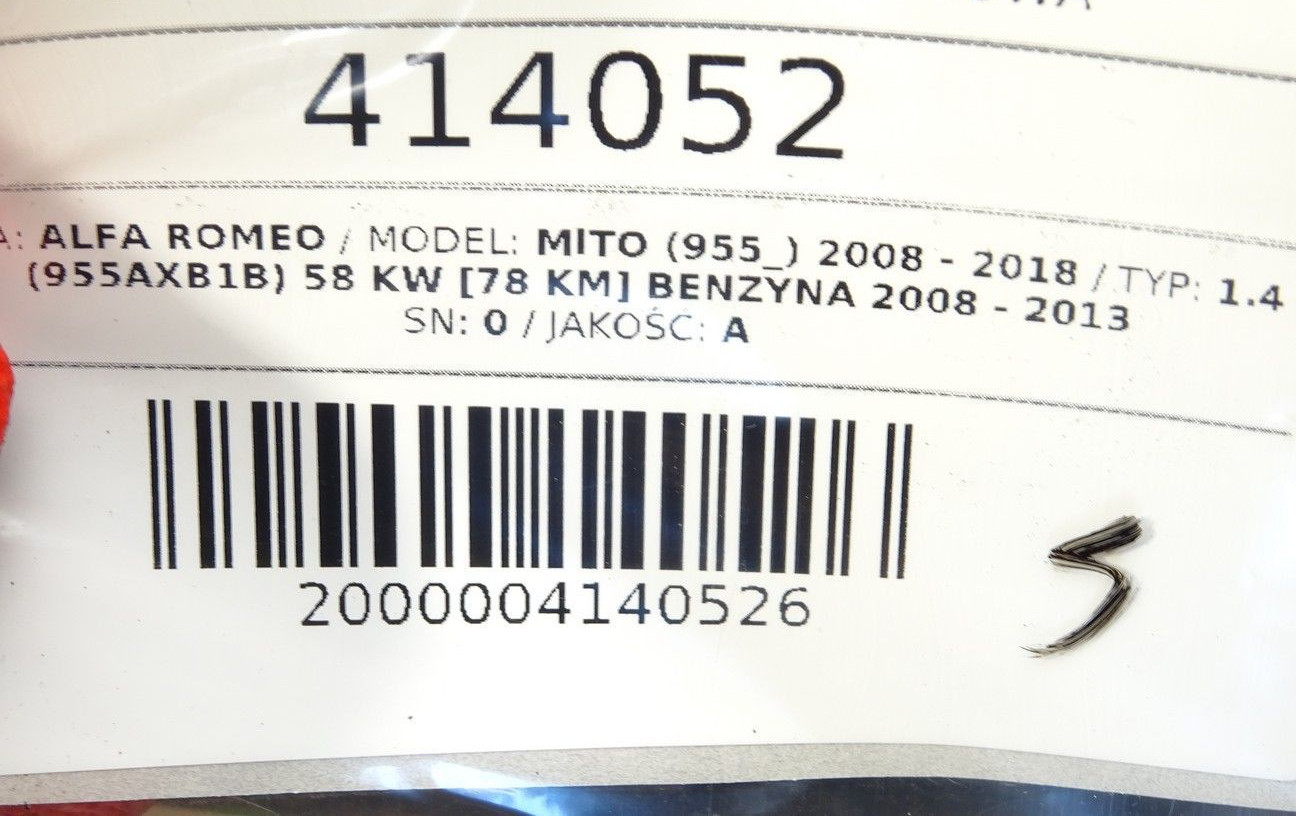 414052
A: ALFA ROMEO / MODEL: MITO (955_) 2008 - 2018 / TYP: 1.4
(955AXB1B) 58 KW [78 KM] BENZYNA 2008 - 2013
SN: 0 / JAKOŚĆ: A
2000004140526
5